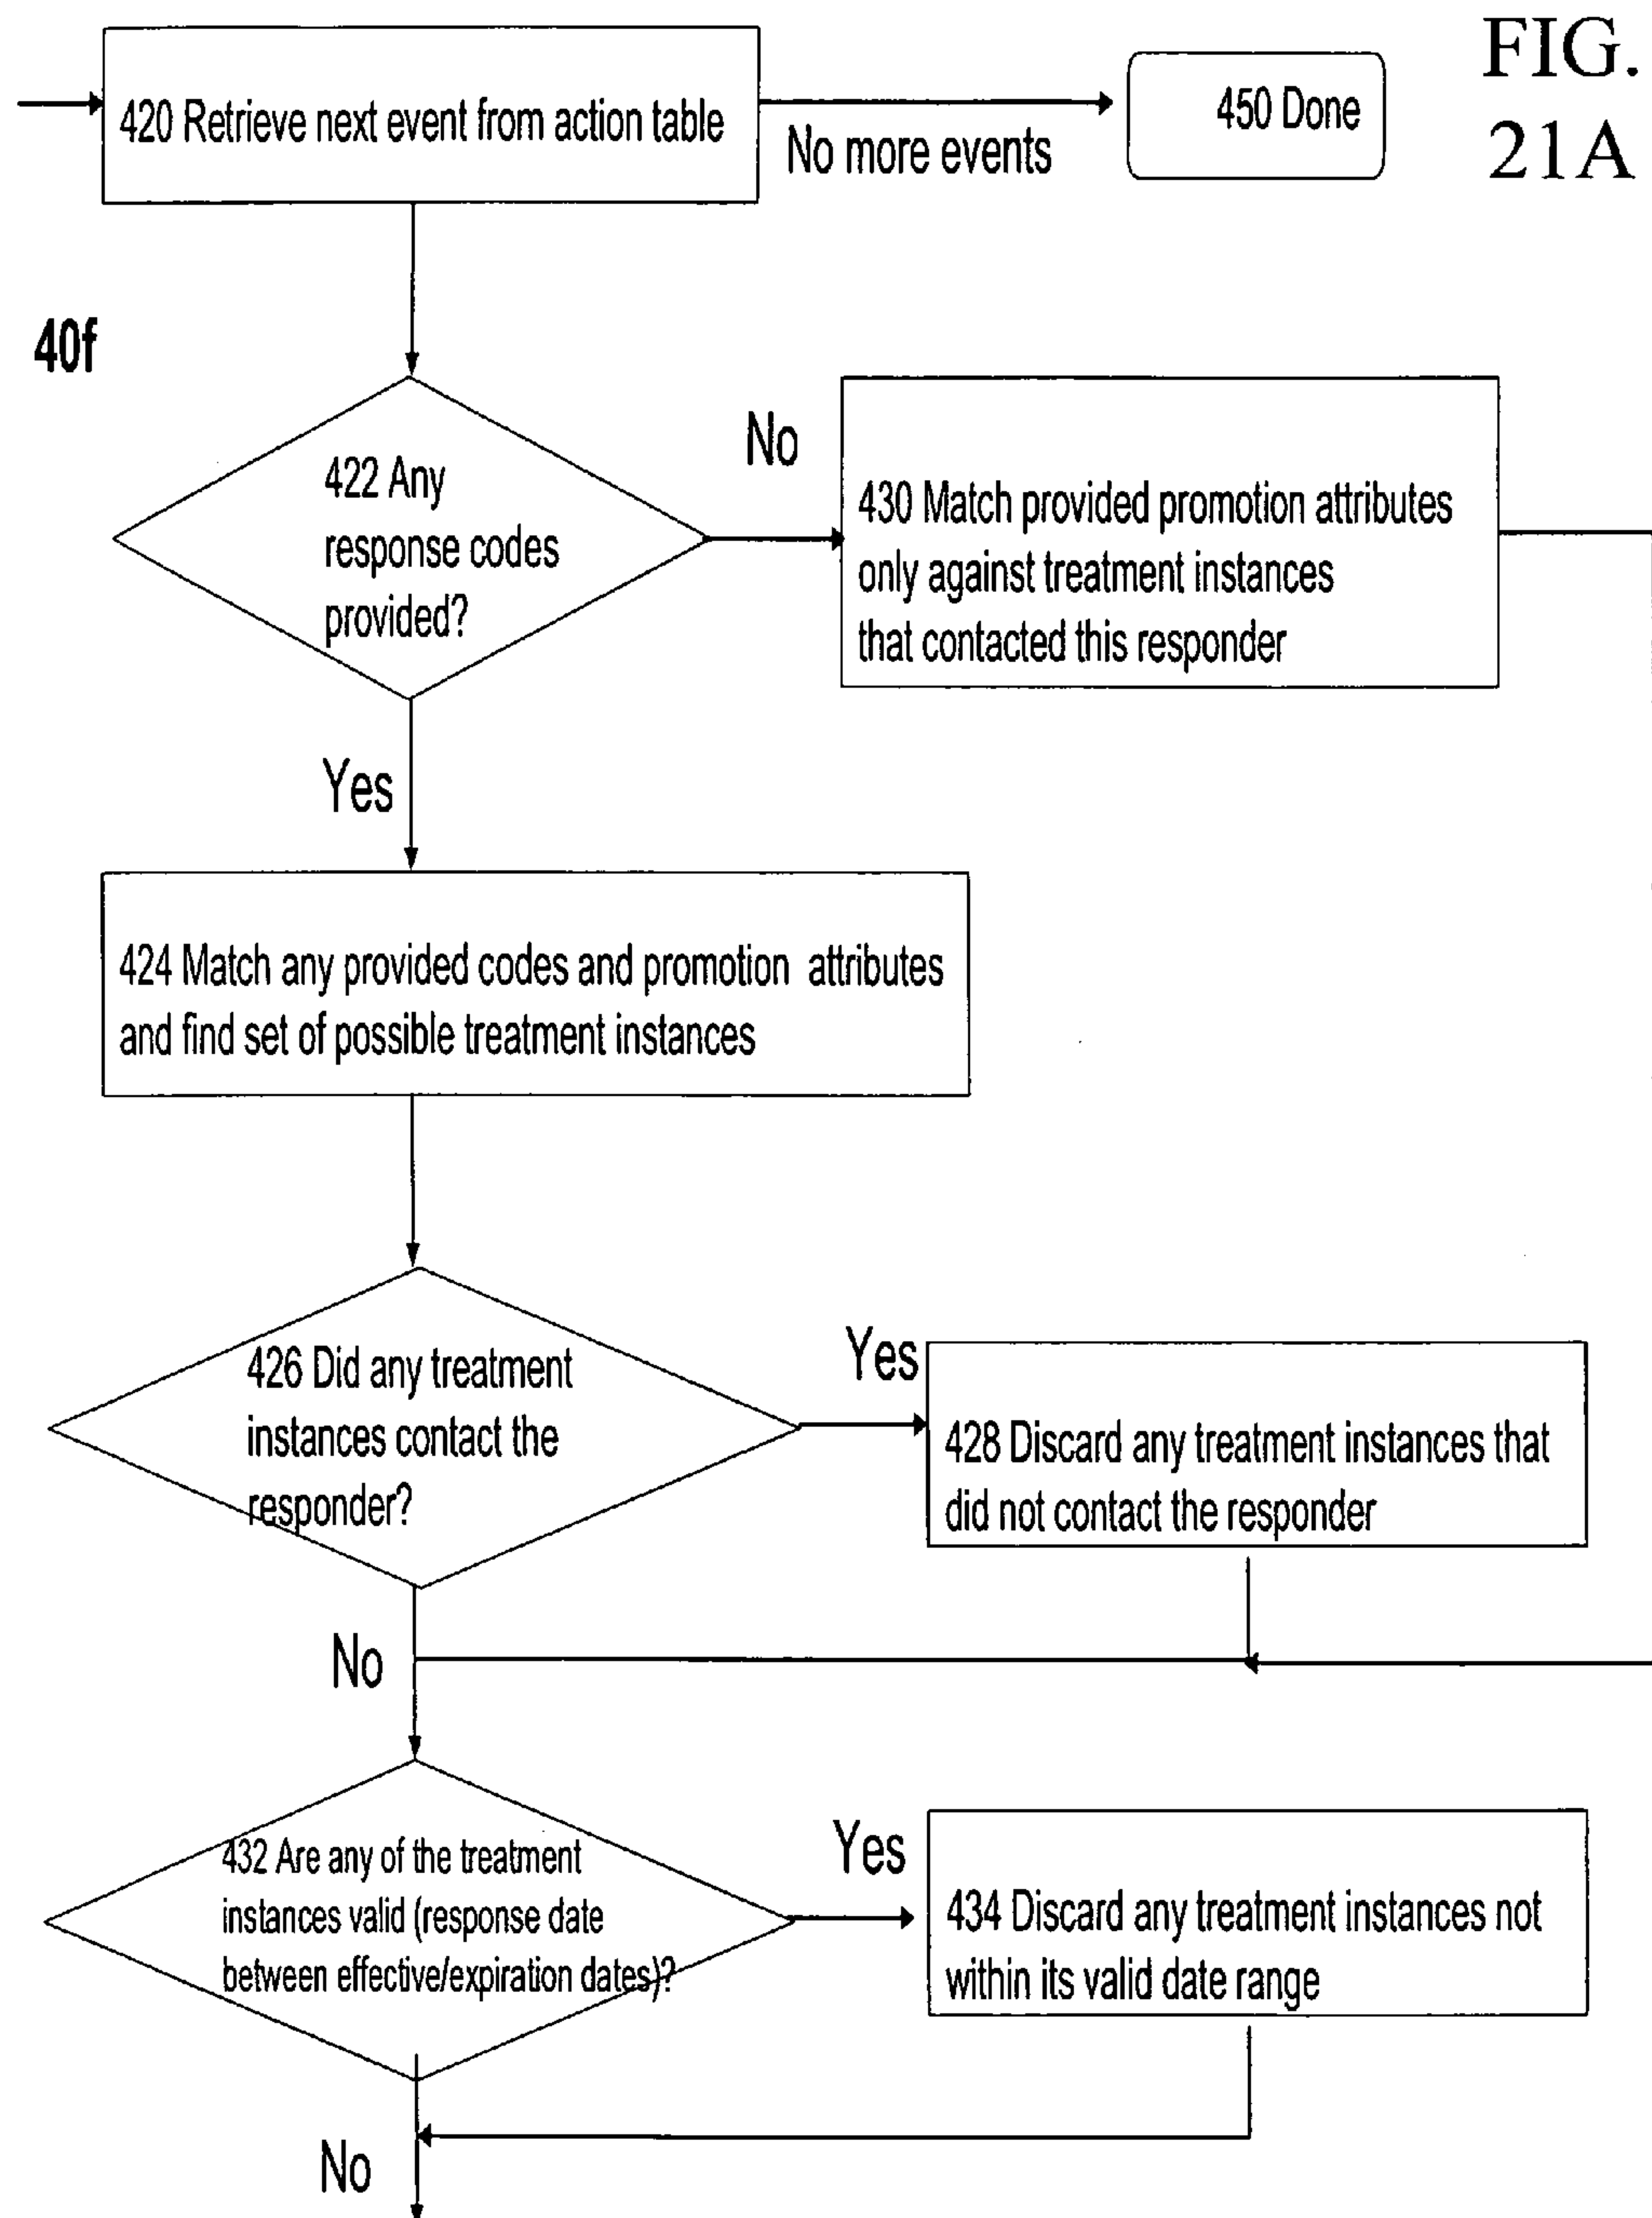 FIG.
21A
420 Retrieve next event from action table
No more events
450 Done
40f
422 Any
response codes
provided?
No
430 Match provided promotion attributes
only against treatment instances
that contacted this responder
Yes
424 Match any provided codes and promotion attributes
and find set of possible treatment instances
426 Did any treatment
instances contact the
responder?
Yes
428 Discard any treatment instances that
did not contact the responder
No
432 Are any of the treatment
instances valid (response date
between effective/expiration dates)?
Yes
434 Discard any treatment instances not
within its valid date range
No